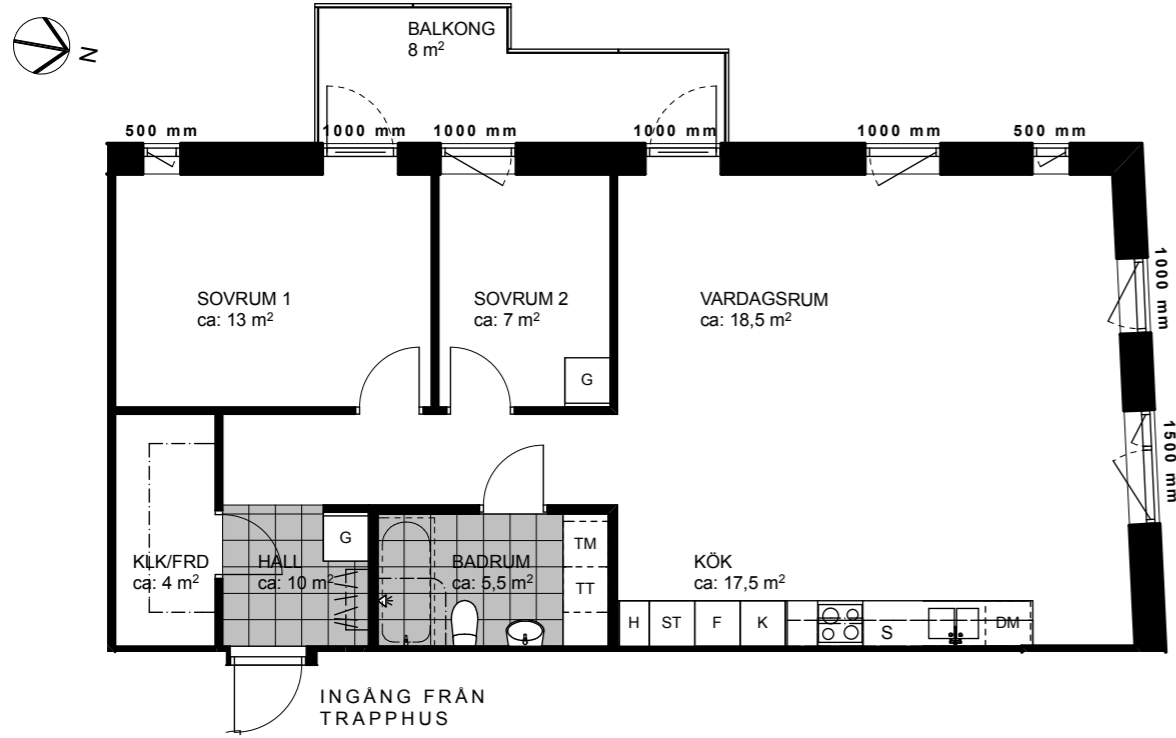 BALKONG
8 m²
N
500 mm
1000 mm
1000 mm
1000 mm
1000 mm
500 mm
SOVRUM 1
ca: 13 m²
SOVRUM 2
ca: 7 m²
VARDAGSRUM
ca: 18,5 m²
1000 mm
G
1500 mm
KLK/FRD
ca: 4 m²
HALL
ca: 10 m²
G
BADRUM
ca: 5,5 m²
TM
TT
KÖK
ca: 17,5 m²
H
ST
F
K
S
DM
INGÅNG FRÅN
TRAPPHUS